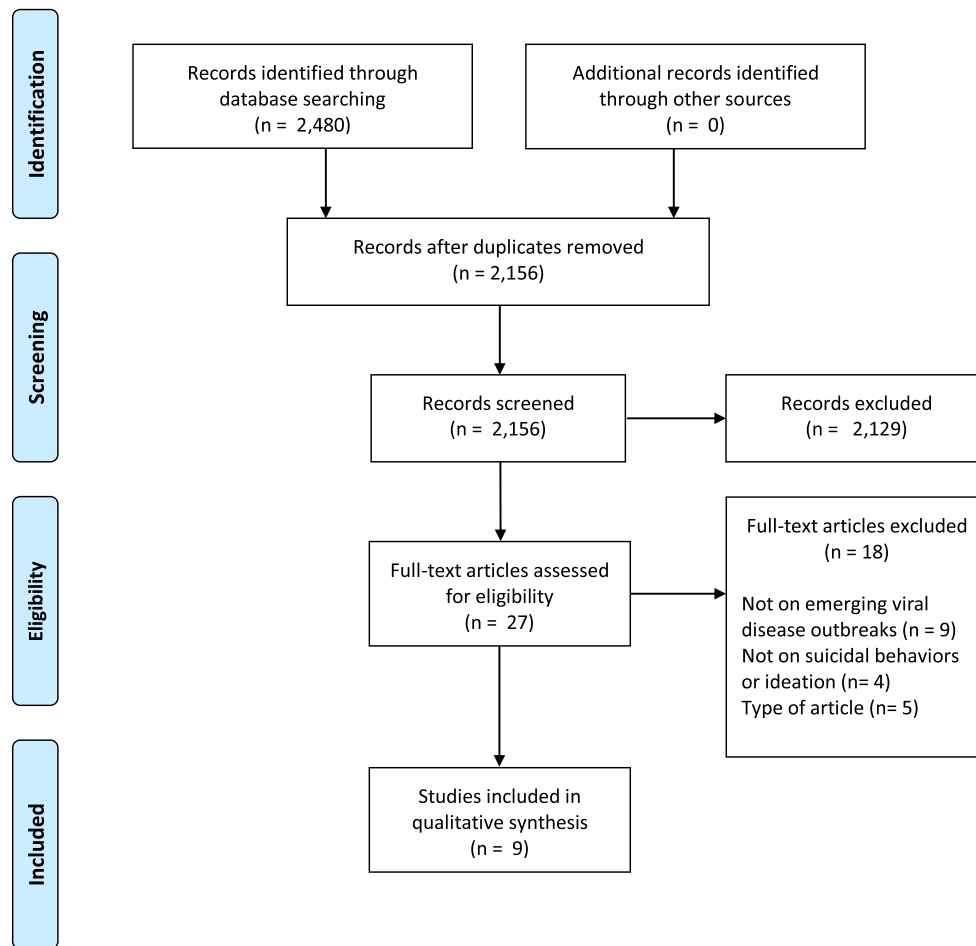 Identification
Records identified through
database searching
(n = 2,480)
Additional records identified
through other sources
(n = 0)
Records after duplicates removed
(n = 2,156)
Screening
Records screened
(n = 2,156)
Records excluded
(n = 2,129)
Eligibility
Full-text articles assessed
for eligibility
(n = 27)
Full-text articles excluded
(n = 18)
Not on emerging viral
disease outbreaks (n = 9)
Not on suicidal behaviors
or ideation (n= 4)
Type of article (n= 5)
Included
Studies included in
qualitative synthesis
(n = 9)